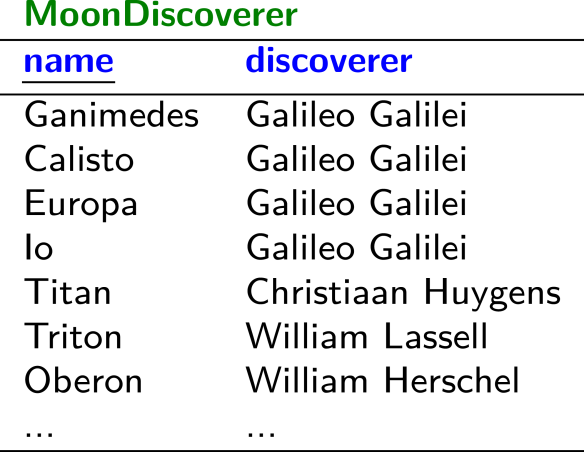 MoonDiscoverer
name discoverer
Ganimedes Galileo Galilei
Calisto Galileo Galilei
Europa Galileo Galilei
Io Galileo Galilei
Titan Christiaan Huygens
Triton William Lassell
Oberon William Herschel
... ...